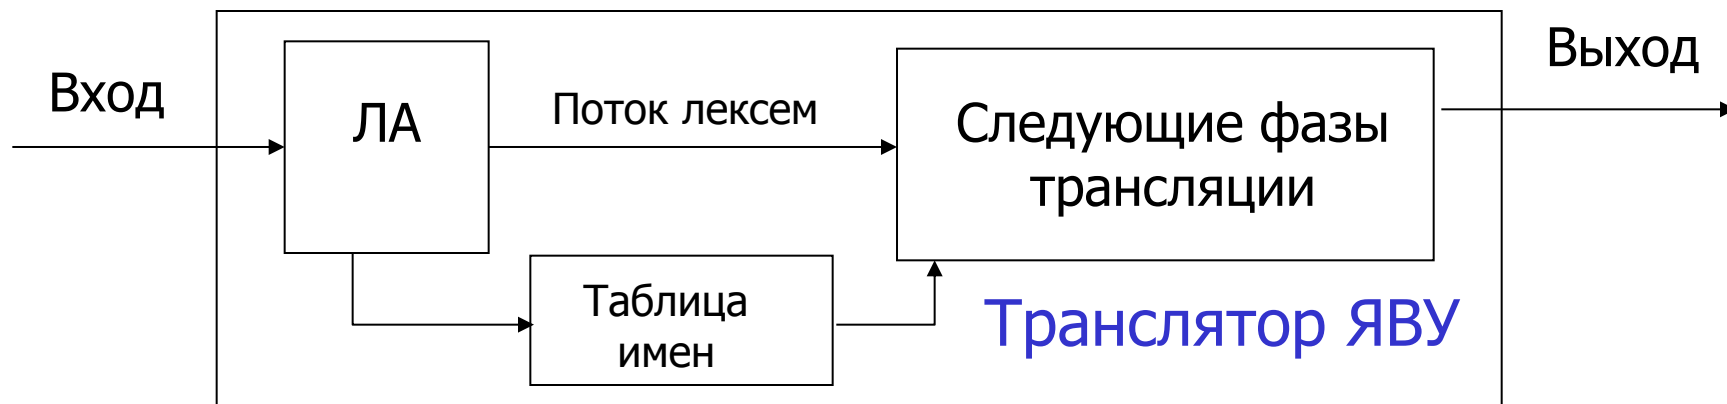 Вход
ЛА
Поток лексем
Следующие фазы
трансляции
Выход
Таблица
имен
Транслятор ЯВУ